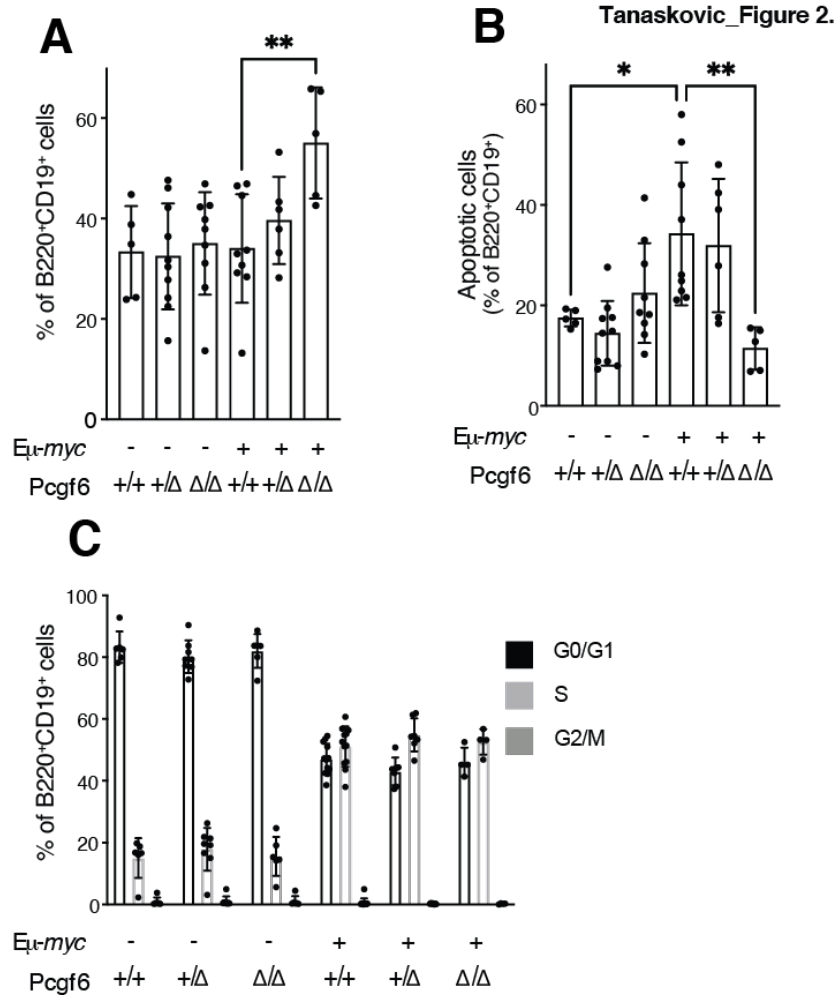 Tanaskovic_Figure 2.
A
**
% of B220+CD19+ cells
60
40
20
0
Eμ-myc - - - + + +
Pcgf6 +/+ +/Δ Δ/Δ +/+ +/Δ Δ/Δ
B
* **
Apoptotic cells
(% of B220+CD19+)
60
40
20
0
Eμ-myc - - - + + +
Pcgf6 +/+ +/Δ Δ/Δ +/+ +/Δ Δ/Δ
C
% of B220+CD19+ cells
100
80
60
40
20
0
Eμ-myc - - - + + +
Pcgf6 +/+ +/Δ Δ/Δ +/+ +/Δ Δ/Δ
G0/G1
S
G2/M